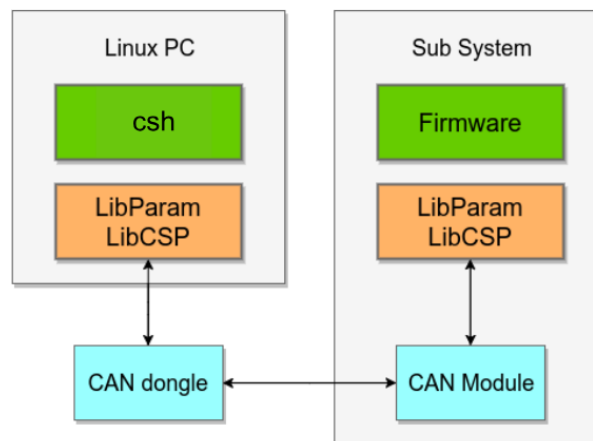 Linux PC
csh
LibParam
LibCSP
CAN dongle
Sub System
Firmware
LibParam
LibCSP
CAN Module